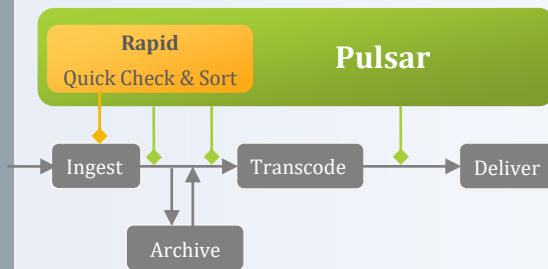 Rapid
Quick Check & Sort
Pulsar
Ingest
Transcode
Deliver
Archive